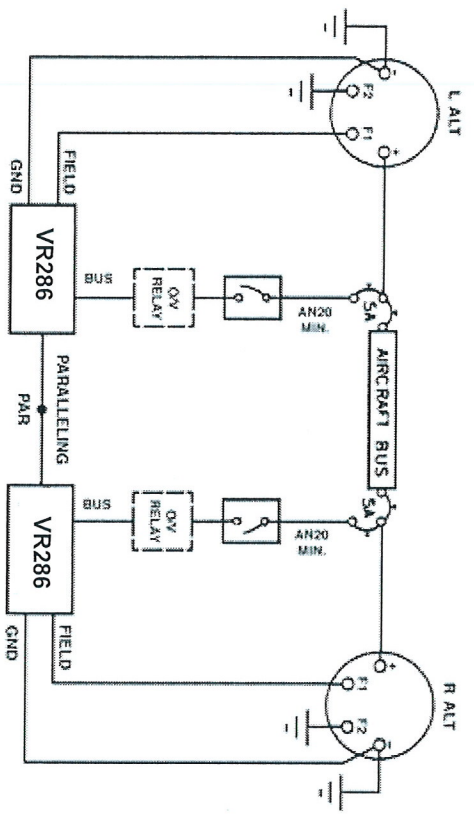 L ALT
-
F2
F1
+
GND
FIELD
VR286
BUS
O/V
RELAY
AN20
MIN.
5A
AIRCRAFT BUS
PARALLELING
PAR
VR286
BUS
O/V
RELAY
AN20
MIN.
5A
GND
FIELD
R ALT
+
F1
F2
-